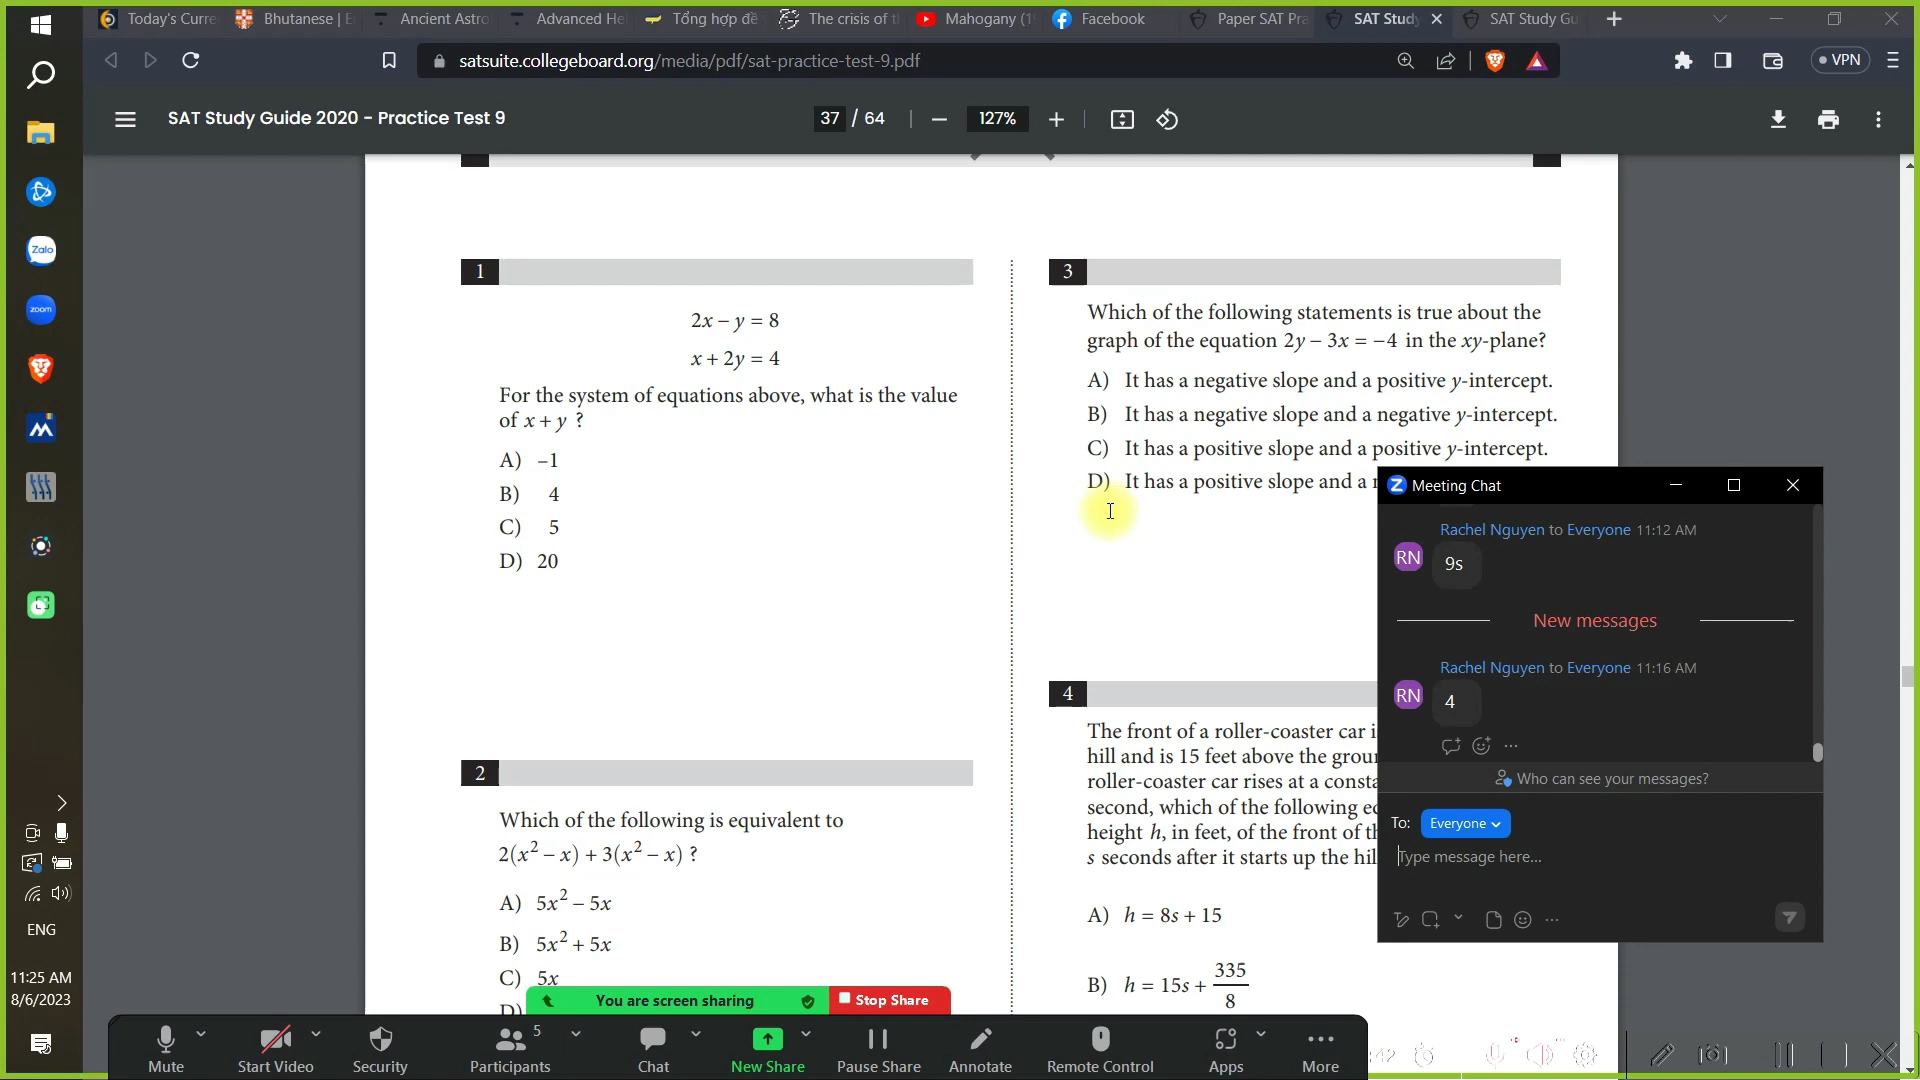 Today's Curre
Bhutanese | E
Ancient Astro
Advanced He
Tổng hợp đề
The crisis of t
Mahogany (1
Facebook
Paper SAT Pra
SAT Study
SAT Study Gu
satsuite.collegeboard.org/media/pdf/sat-practice-test-9.pdf
VPN
SAT Study Guide 2020 - Practice Test 9
37 / 64
127%
Zalo
zoom
1
2x − y = 8
x + 2y = 4
For the system of equations above, what is the value
of x + y ?
A) −1
B) 4
C) 5
D) 20
2
Which of the following is equivalent to
2(x² − x) + 3(x² − x) ?
A) 5x² − 5x
B) 5x² + 5x
C) 5x
D)
3
Which of the following statements is true about the
graph of the equation 2y − 3x = −4 in the xy-plane?
A) It has a negative slope and a positive y-intercept.
B) It has a negative slope and a negative y-intercept.
C) It has a positive slope and a positive y-intercept.
D) It has a positive slope and a
4
The front of a roller-coaster car
hill and is 15 feet above the
roller-coaster car rises at a
second, which of the following
height h, in feet, of the front of
s seconds after it starts up the
A) h = 8s + 15
B) h = 15s + 335/8
Meeting Chat
Rachel Nguyen to Everyone 11:12 AM
RN
9s
New messages
Rachel Nguyen to Everyone 11:16 AM
RN
4
Who can see your messages?
To: Everyone
Type message here...
ENG
11:25 AM
8/6/2023
You are screen sharing
Stop Share
Mute
Start Video
Security
Participants
5
Chat
New Share
Pause Share
Annotate
Remote Control
Apps
More